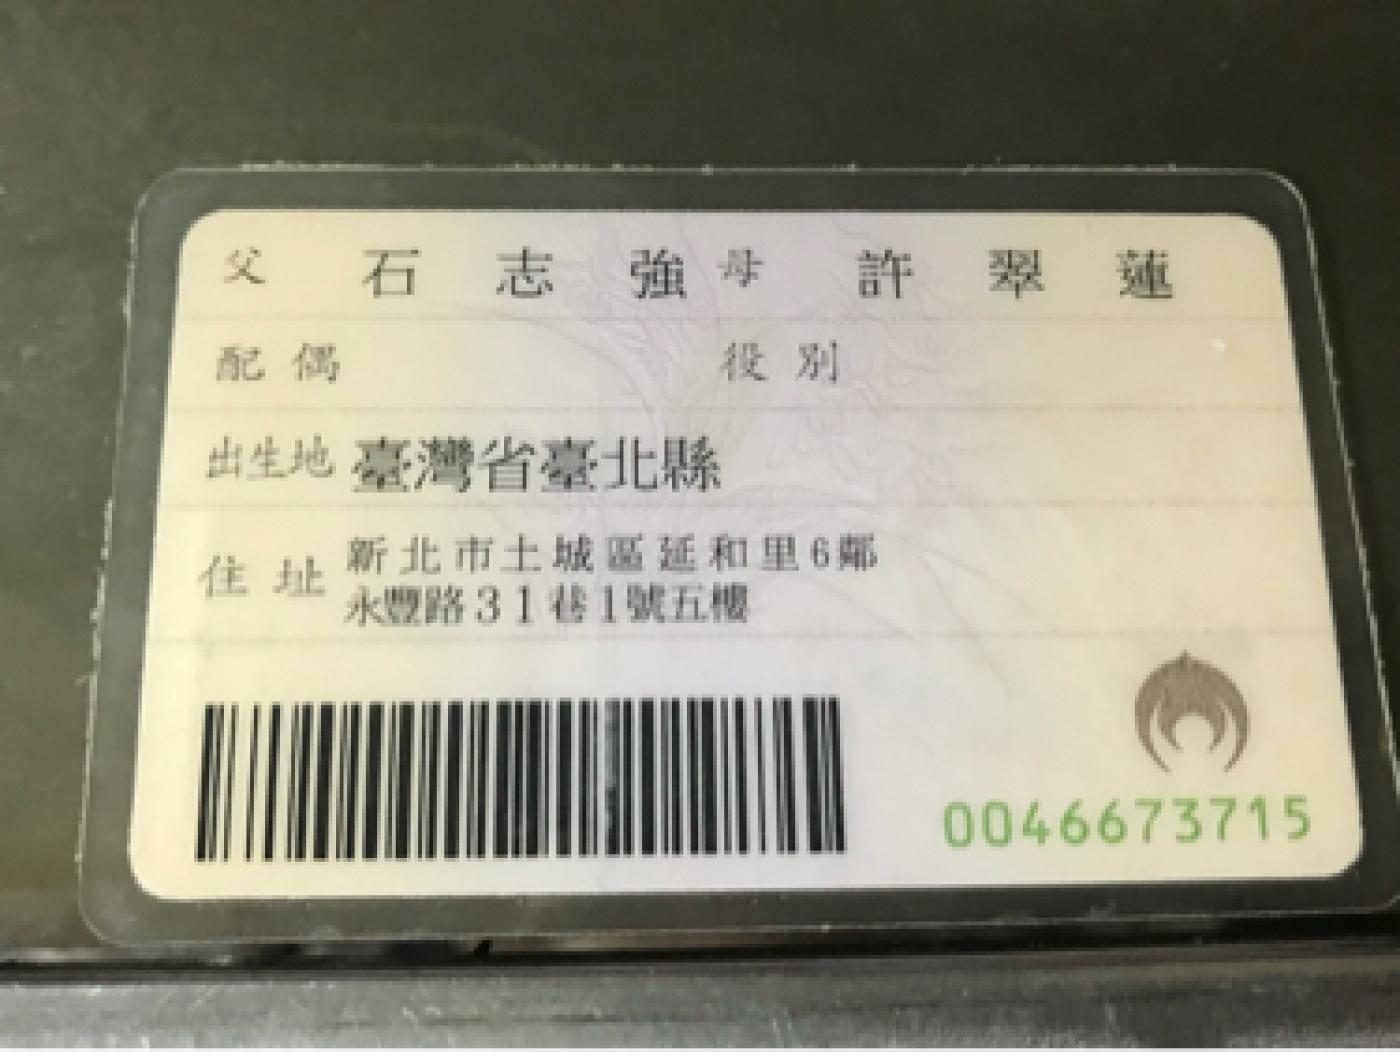 父 石志強 母 許翠蓮
配偶 役別
出生地 臺灣省臺北縣
住址 新北市土城區延和里6鄰
永豐路31巷1號五樓
0046673715